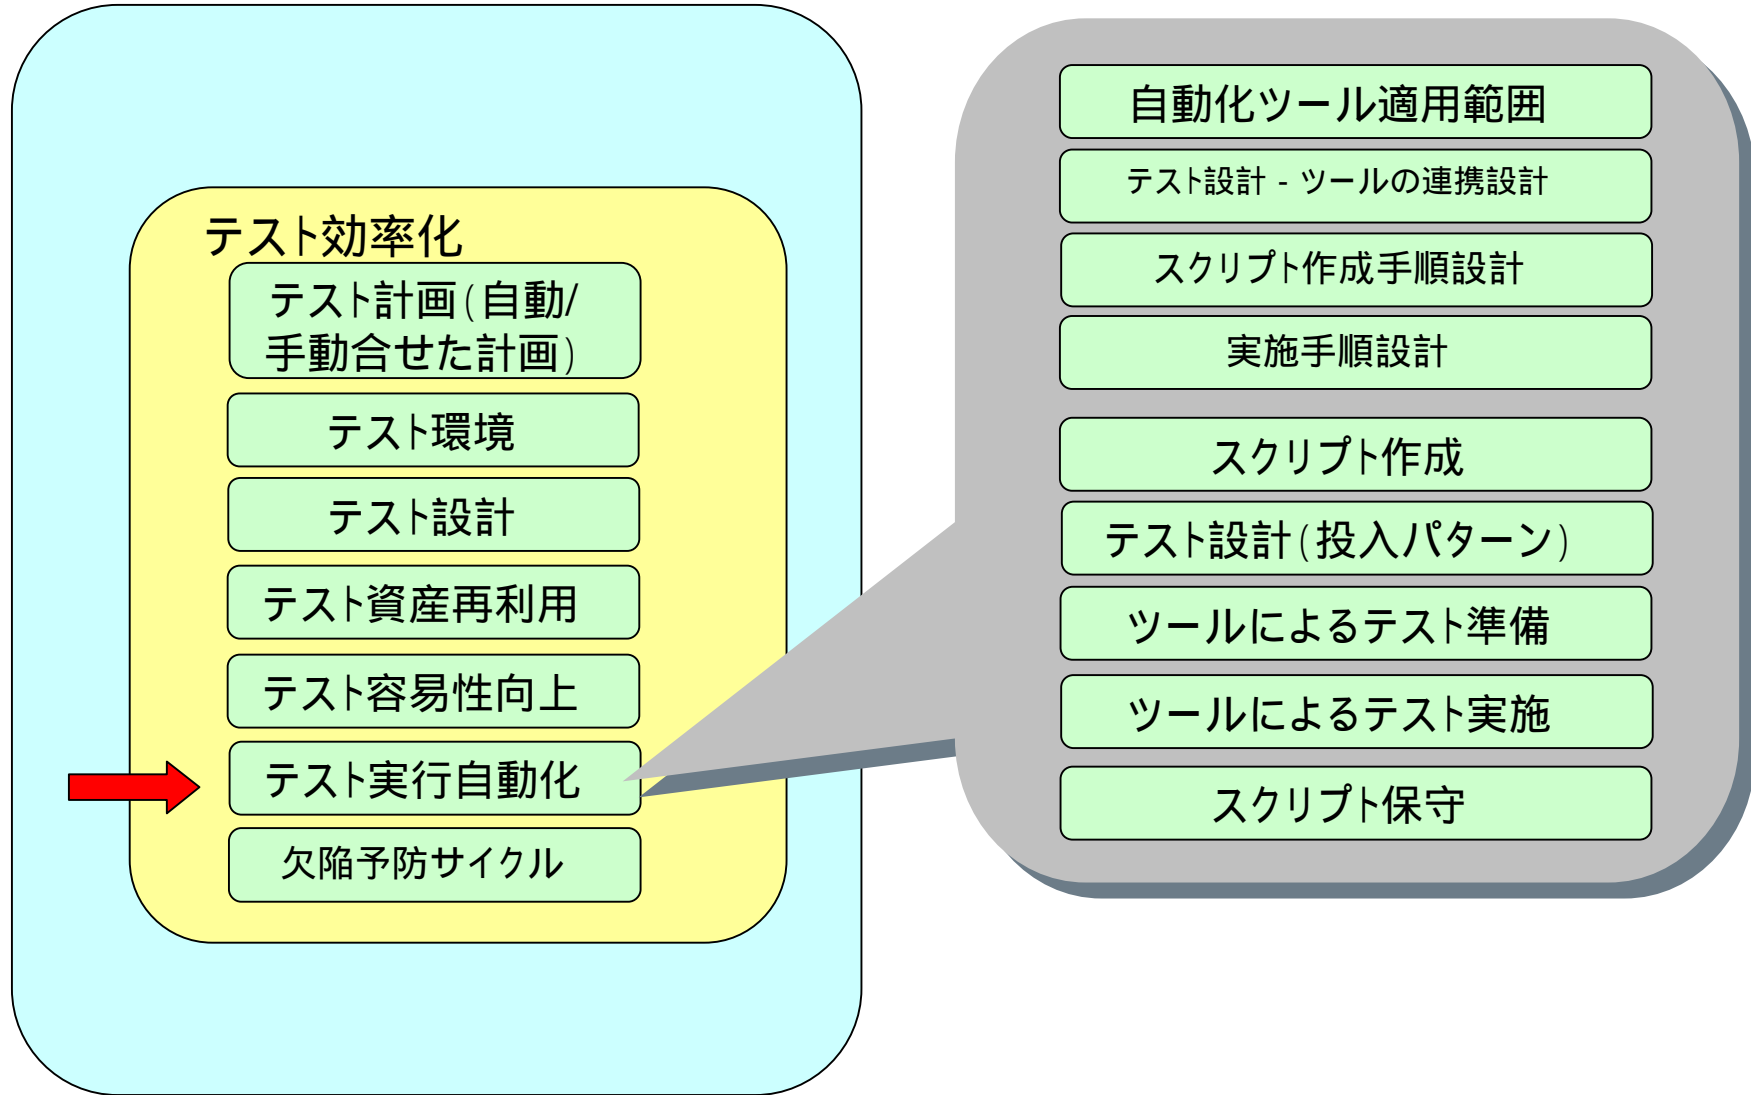 テスト効率化
テスト計画(自動/
手動合せた計画)
テスト環境
テスト設計
テスト資産再利用
テスト容易性向上
テスト実行自動化
欠陥予防サイクル
自動化ツール適用範囲
テスト設計 - ツールの連携設計
スクリプト作成手順設計
実施手順設計
スクリプト作成
テスト設計(投入パターン)
ツールによるテスト準備
ツールによるテスト実施
スクリプト保守